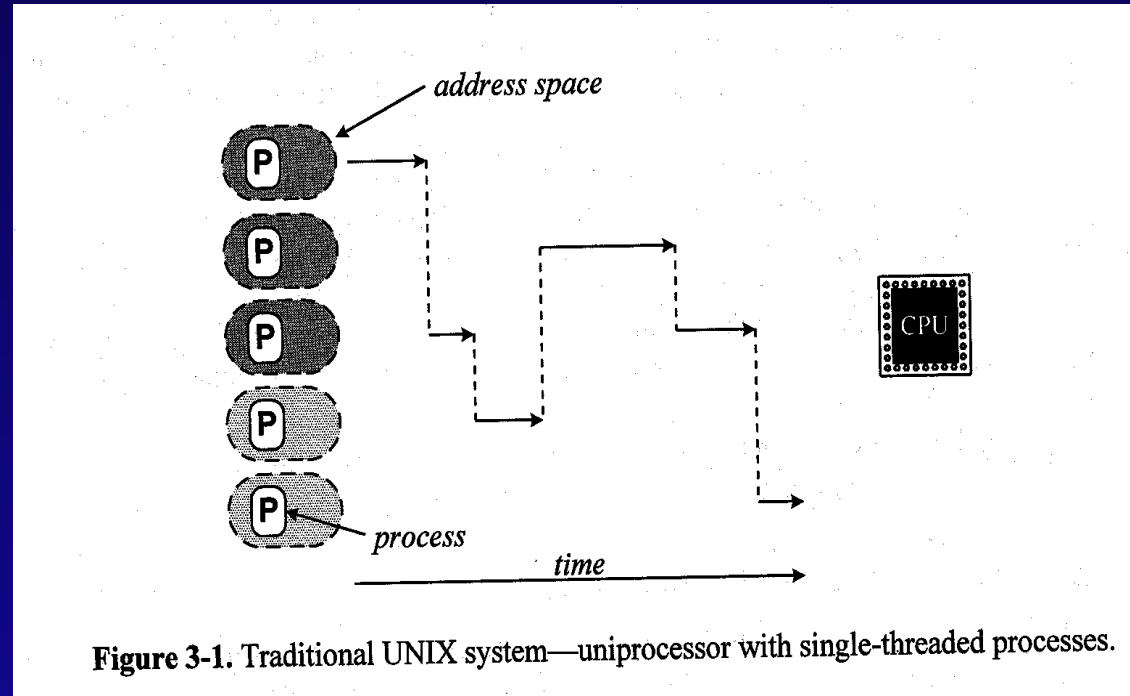 address space
P
P
P
CPU
P
P
process
time
Figure 3-1. Traditional UNIX system—uniprocessor with single-threaded processes.